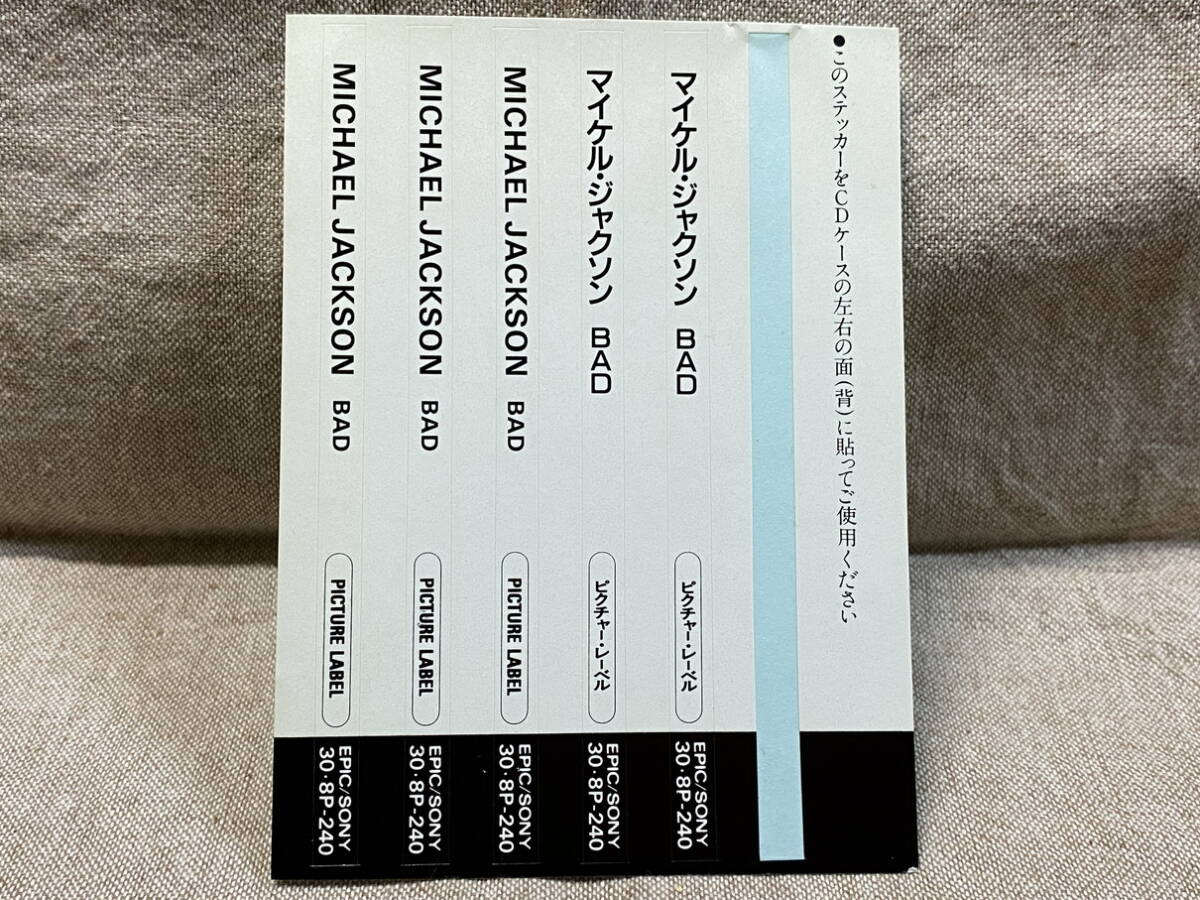 ●このステッカーをCDケースの左右の面(背)に貼ってご使用ください
マイケル・ジャクソン BAD ピクチャー・レーベル EPIC/SONY
30・8P-240
マイケル・ジャクソン BAD ピクチャー・レーベル EPIC/SONY
30・8P-240
MICHAEL JACKSON BAD PICTURE LABEL EPIC/SONY
30・8P-240
MICHAEL JACKSON BAD PICTURE LABEL EPIC/SONY
30・8P-240
MICHAEL JACKSON BAD PICTURE LABEL EPIC/SONY
30・8P-240